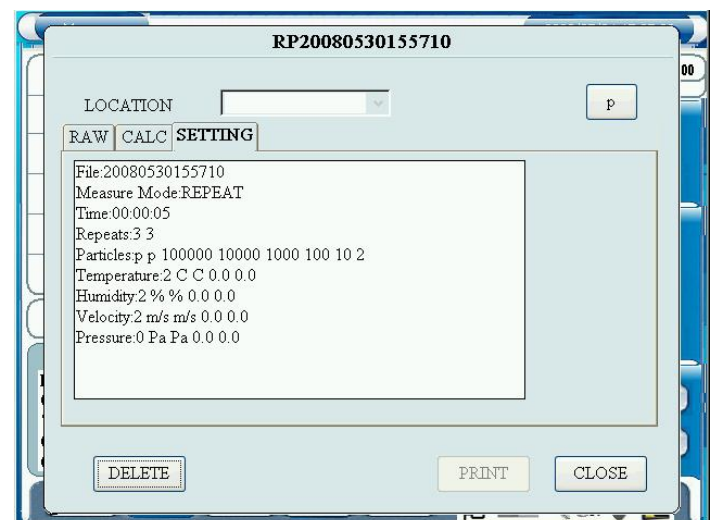 RP20080530155710
00
LOCATION
p
RAW CALC SETTING
File:20080530155710
Measure Mode:REPEAT
Time:00:00:05
Repeats:3 3
Particles:p p 100000 10000 1000 100 10 2
Temperature:2 C C 0.0 0.0
Humidity:2 % % 0.0 0.0
Velocity:2 m/s m/s 0.0 0.0
Pressure:0 Pa Pa 0.0 0.0
DELETE PRINT CLOSE